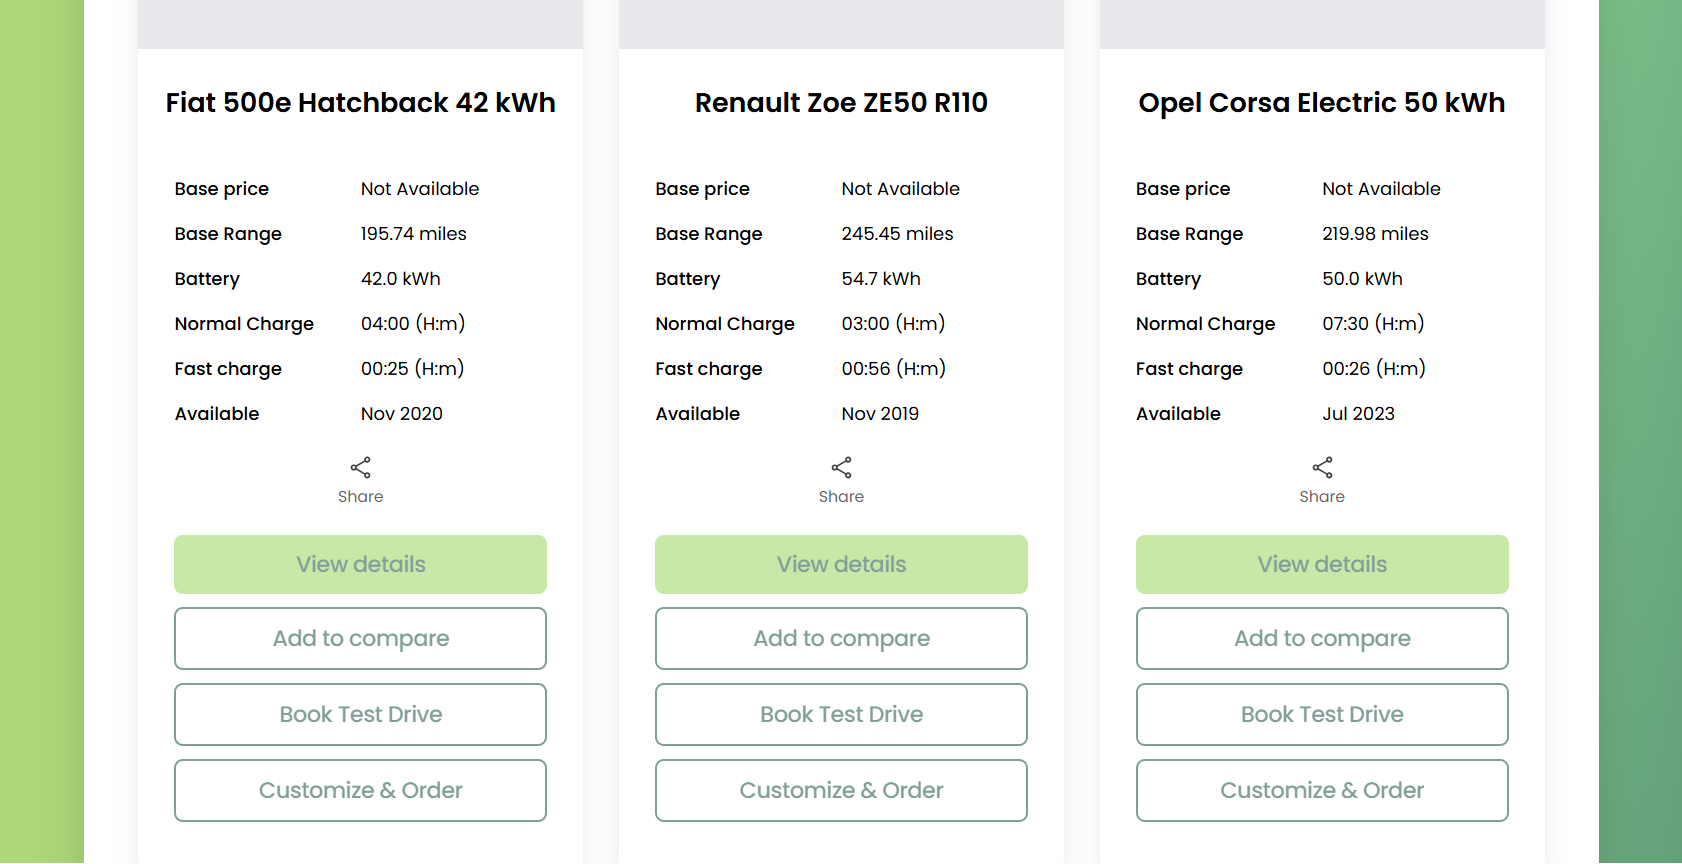 Fiat 500e Hatchback 42 kWh
Base price Not Available
Base Range 195.74 miles
Battery 42.0 kWh
Normal Charge 04:00 (H:m)
Fast charge 00:25 (H:m)
Available Nov 2020
Share
View details
Add to compare
Book Test Drive
Customize & Order
Renault Zoe ZE50 R110
Base price Not Available
Base Range 245.45 miles
Battery 54.7 kWh
Normal Charge 03:00 (H:m)
Fast charge 00:56 (H:m)
Available Nov 2019
Share
View details
Add to compare
Book Test Drive
Customize & Order
Opel Corsa Electric 50 kWh
Base price Not Available
Base Range 219.98 miles
Battery 50.0 kWh
Normal Charge 07:30 (H:m)
Fast charge 00:26 (H:m)
Available Jul 2023
Share
View details
Add to compare
Book Test Drive
Customize & Order